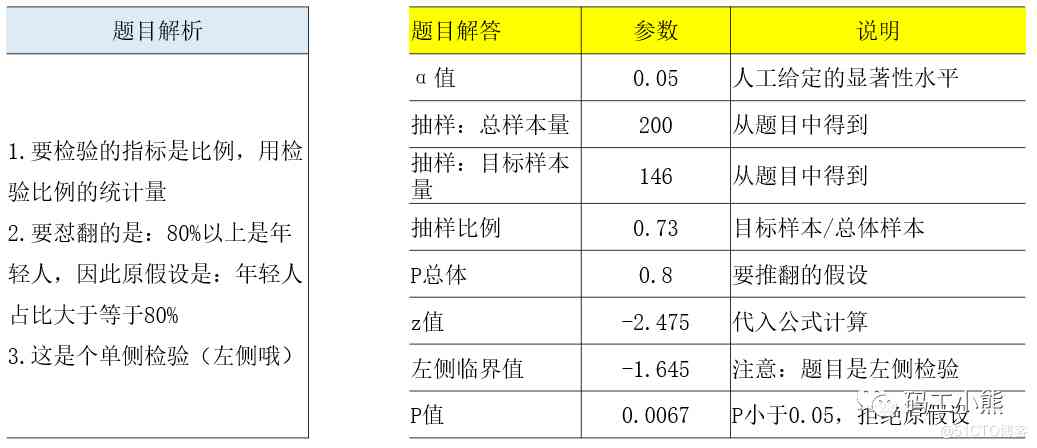 题目解析
1.要检验的指标是比例，用检
验比例的统计量
2.要怼翻的是：80%以上是年
轻人，因此原假设是：年轻人
占比大于等于80%
3.这是个单侧检验（左侧哦）
题目解答 参数 说明
α值 0.05 人工给定的显著性水平
抽样：总样本量 200 从题目中得到
抽样：目标样本
量 146 从题目中得到
抽样比例 0.73 目标样本/总体样本
P总体 0.8 要推翻的假设
z值 -2.475 代入公式计算
左侧临界值 -1.645 注意：题目是左侧检验
P值 0.0067 P小于0.05，拒绝原假设
码工小熊
@51CTO博客